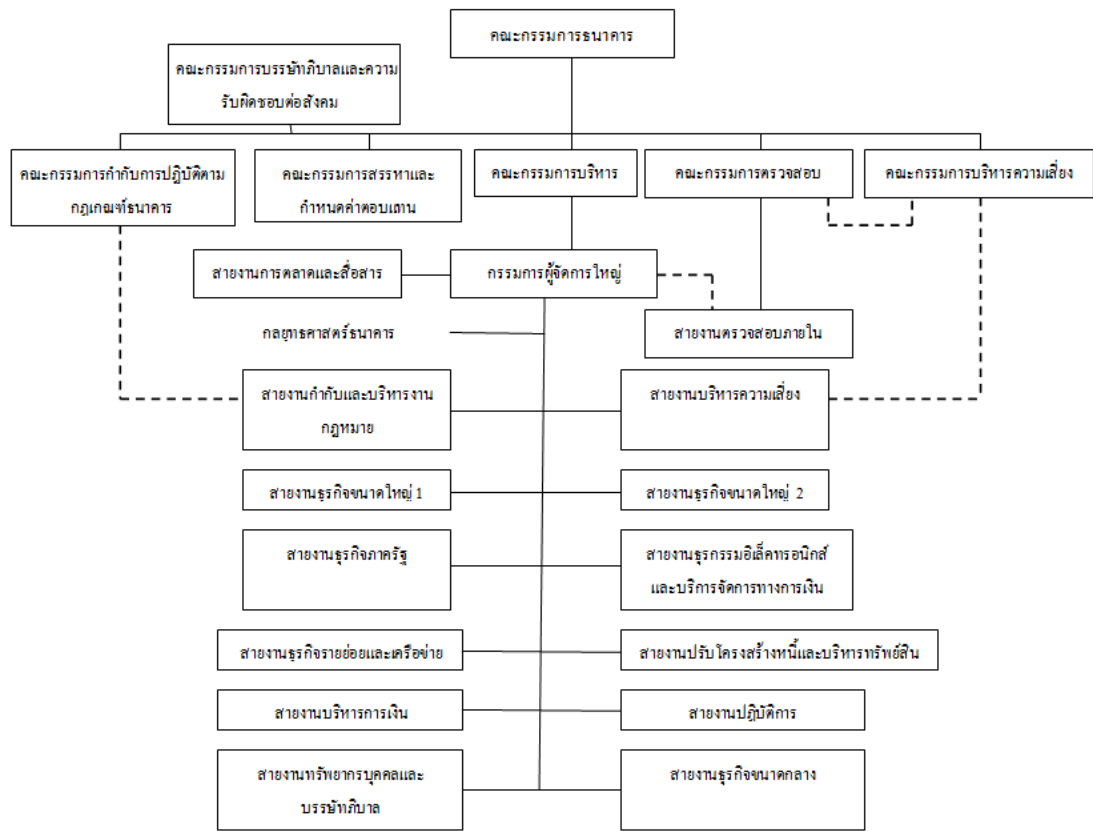 คณะกรรมการธนาคาร
คณะกรรมการบรรษัทภิบาลและความ
รับผิดชอบต่อสังคม
คณะกรรมการกำกับการปฏิบัติตาม
กฎเกณฑ์ธนาคาร
คณะกรรมการสรรหาและ
กำหนดค่าตอบแทน
คณะกรรมการบริหาร
คณะกรรมการตรวจสอบ
คณะกรรมการบริหารความเสี่ยง
สายงานการตลาดและสื่อสาร
กรรมการผู้จัดการใหญ่
กลยุทธศาสตร์ธนาคาร
สายงานตรวจสอบภายใน
สายงานกำกับและบริหารงาน
กฎหมาย
สายงานบริหารความเสี่ยง
สายงานธุรกิจขนาดใหญ่ 1
สายงานธุรกิจขนาดใหญ่ 2
สายงานธุรกิจภาครัฐ
สายงานธุรกรรมอิเล็คทรอนิกส์
และบริการจัดการทางการเงิน
สายงานธุรกิจรายย่อยและเครือข่าย
สายงานปรับโครงสร้างหนี้และบริหารทรัพย์สิน
สายงานบริหารการเงิน
สายงานปฏิบัติการ
สายงานทรัพยากรบุคคลและ
บรรษัทภิบาล
สายงานธุรกิจขนาดกลาง